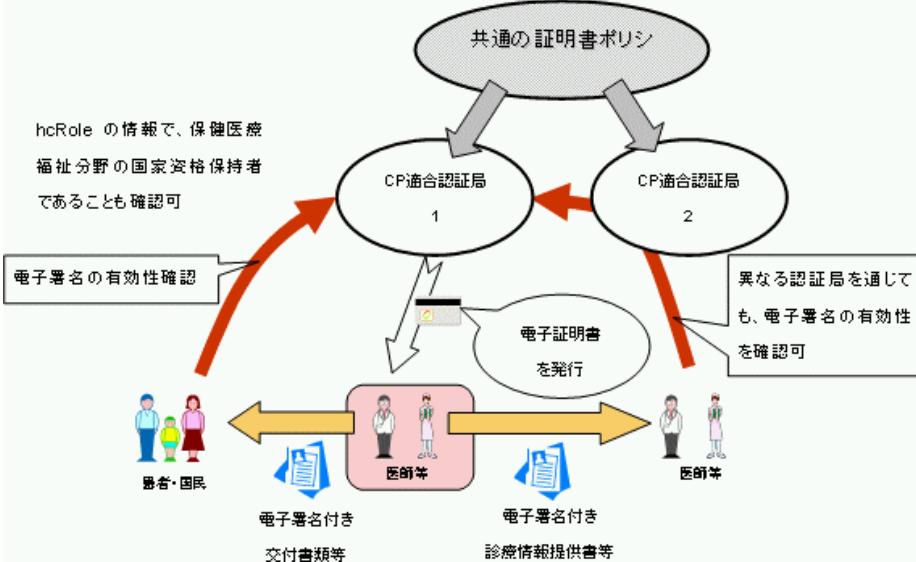 共通の証明書ポリシ
hcRole の情報で、保健医療
福祉分野の国家資格保持者
であることも確認可
CP適合認証局
1
CP適合認証局
2
電子署名の有効性確認
異なる認証局を通じて
も、電子署名の有効性
を確認可
電子証明書
を発行
患者・国民
医師等
医師等
電子署名付き
交付書類等
電子署名付き
診療情報提供書等